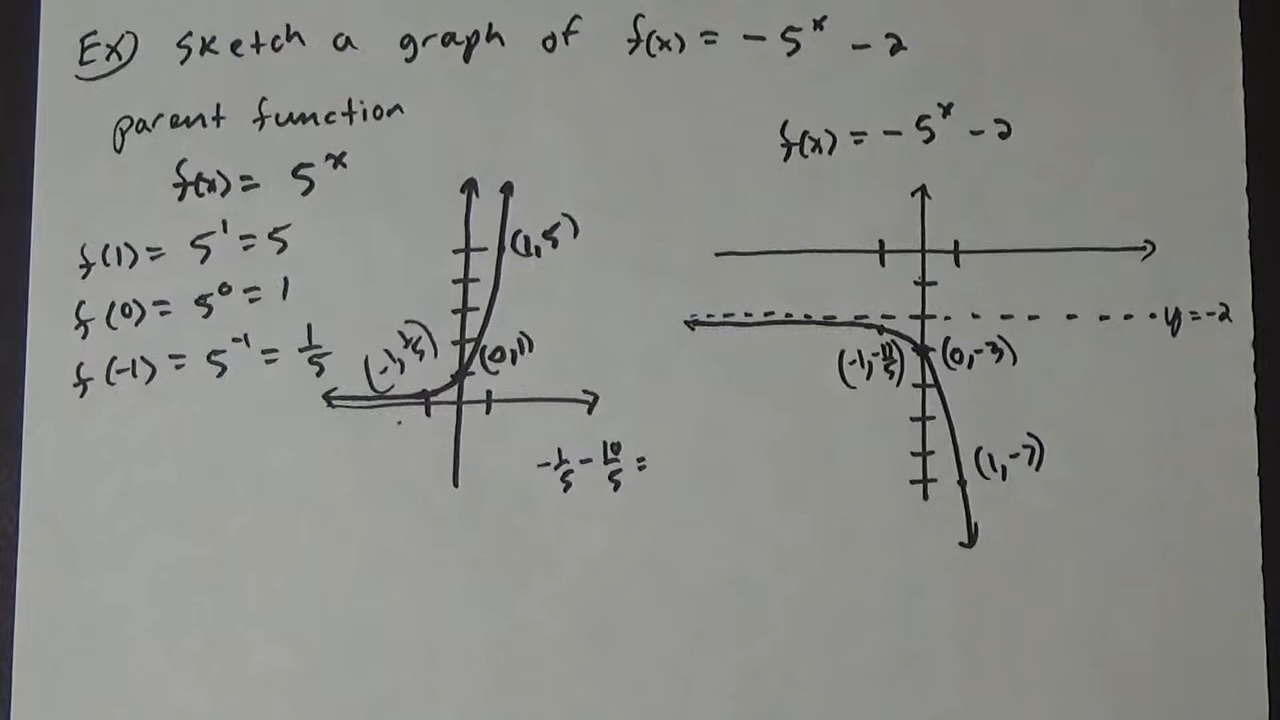 Ex) sketch a graph of f(x) = -5^x - 2
parent function
f(x) = 5^x
f(1) = 5^1 = 5
f(0) = 5^0 = 1
f(-1) = 5^-1 = 1/5
(1,5)
(0,1)
(-1, 1/5)
-1/5 - 10/5 =
f(x) = -5^x - 2
y = -2
(-1, -11/5)
(0, -3)
(1, -7)